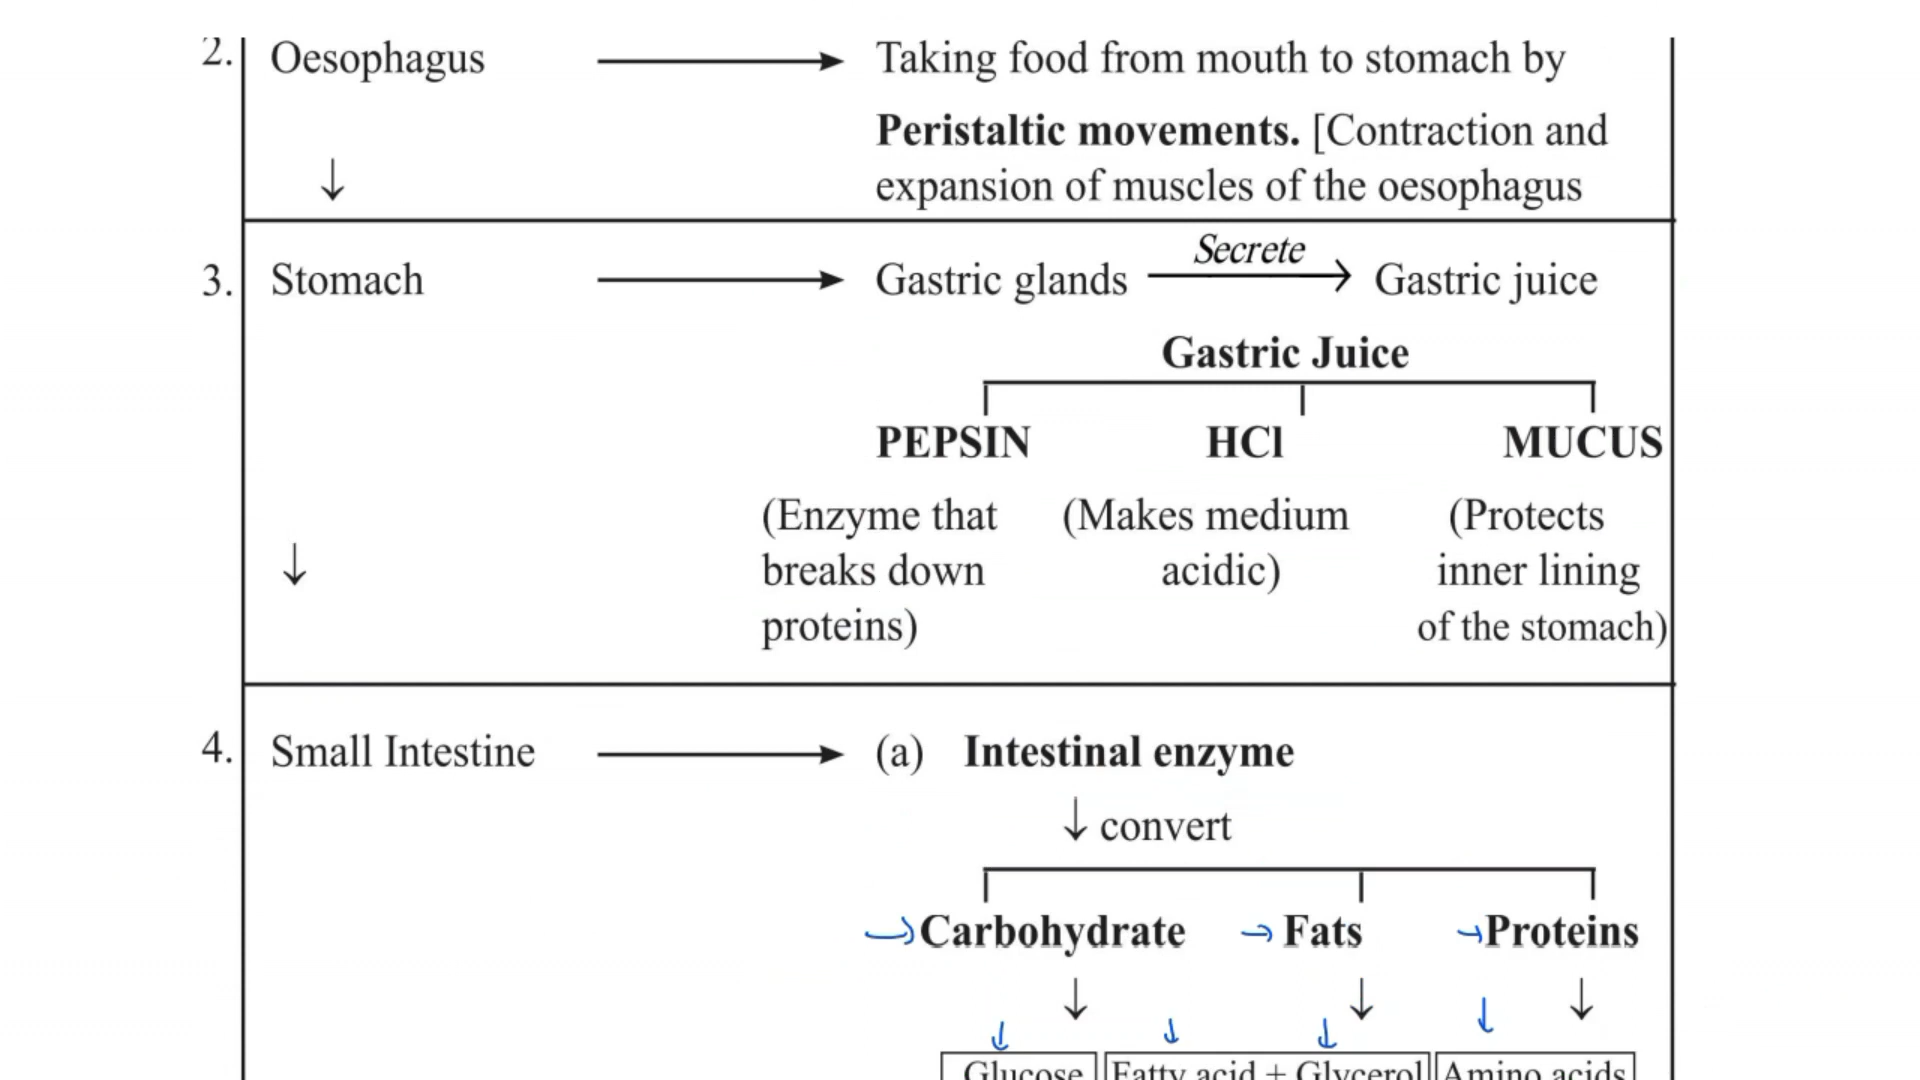 2. Oesophagus Taking food from mouth to stomach by
Peristaltic movements. [Contraction and
expansion of muscles of the oesophagus
Secrete
3. Stomach Gastric glands Gastric juice
Gastric Juice
PEPSIN HCl MUCUS
(Enzyme that (Makes medium (Protects
breaks down acidic) inner lining
proteins) of the stomach)
4. Small Intestine (a) Intestinal enzyme
convert
Carbohydrate Fats Proteins
Glucose Fatty acid + Glycerol Amino acids